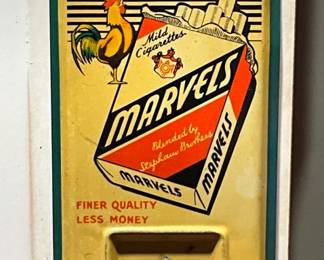 Mild
Cigarettes
MARVELS
Blended by
Stephano Brothers
MARVELS
MARVELS
FINER QUALITY
LESS MONEY